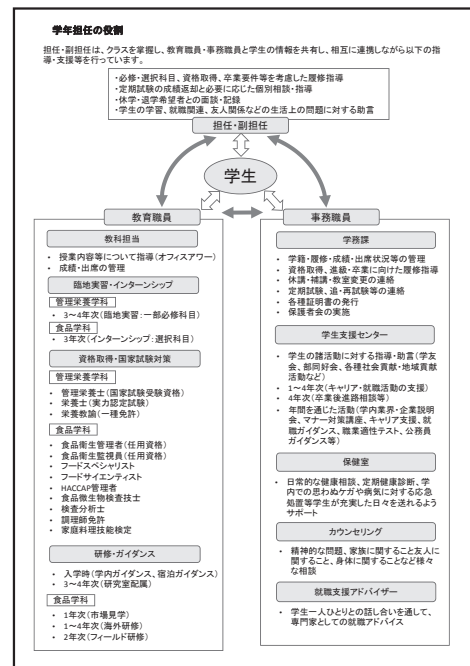 学年担任の役割
担任・副担任は、クラスを掌握し、教育職員・事務職員と学生の情報を共有し、相互に連携しながら以下の指
導・支援等を行っています。
・必修・選択科目、資格取得、卒業要件等を考慮した履修指導
・定期試験の成績返却と必要に応じた個別相談・指導
・休学・退学希望者との面談・記録
・学生の学習、就職関連、友人関係などの生活上の問題に対する助言
担任・副担任
学生
教育職員
教科担当
・ 授業内容等について指導(オフィスアワー)
・ 成績・出席の管理
臨地実習・インターンシップ
管理栄養学科
・ 3~4年次(臨地実習:一部必修科目)
食品学科
・ 3年次(インターンシップ:選択科目)
資格取得・国家試験対策
管理栄養学科
・ 管理栄養士(国家試験受験資格)
・ 栄養士(実力認定試験)
・ 栄養教諭(一種免許)
食品学科
・ 食品衛生管理者(任用資格)
・ 食品衛生監視員(任用資格)
・ フードスペシャリスト
・ フードサイエンティスト
・ HACCAP管理者
・ 食品微生物検査技士
・ 検査分析士
・ 調理師免許
・ 家庭料理技能検定
研修・ガイダンス
・ 入学時(学内ガイダンス、宿泊ガイダンス)
・ 3~4年次(研究室配属)
食品学科
・ 1年次(市場見学)
・ 1~4年次(海外研修)
・ 2年次(フィールド研修)
事務職員
学務課
・ 学籍・履修・成績・出席状況等の管理
・ 資格取得、進級・卒業に向けた履修指導
・ 休講・補講・教室変更の連絡
・ 定期試験、追・再試験等の連絡
・ 各種証明書の発行
・ 保護者会の実施
学生支援センター
・ 学生の諸活動に対する指導・助言(学友
会、部同好会、各種社会貢献・地域貢献
活動など)
・ 1~4年次(キャリア・就職活動の支援)
・ 4年次(卒業後進路相談等)
・ 年間を通じた活動(学内業界・企業説明
会、マナー対策講座、キャリア支援、就
職ガイダンス、職業適性テスト、公務員
ガイダンス等)
保健室
・ 日常的な健康相談、定期健康診断、学
内での思わぬケガや病気に対する応急
処置等学生が充実した日々を送れるよう
サポート
カウンセリング
・ 精神的な問題、家族に関すること友人に
関すること、身体に関することなど様々
な相談
就職支援アドバイザー
・ 学生一人ひとりとの話し合いを通して、
専門家としての就職アドバイス